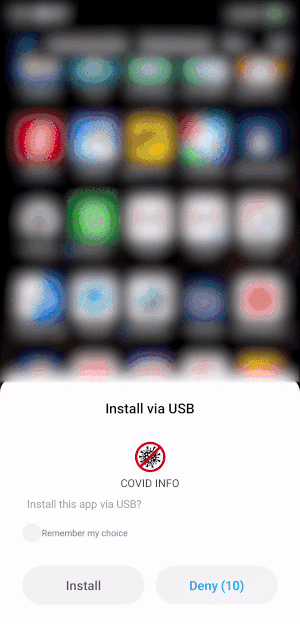 Install via USB
COVID INFO
Install this app via USB?
Remember my choice
Install
Deny (10)